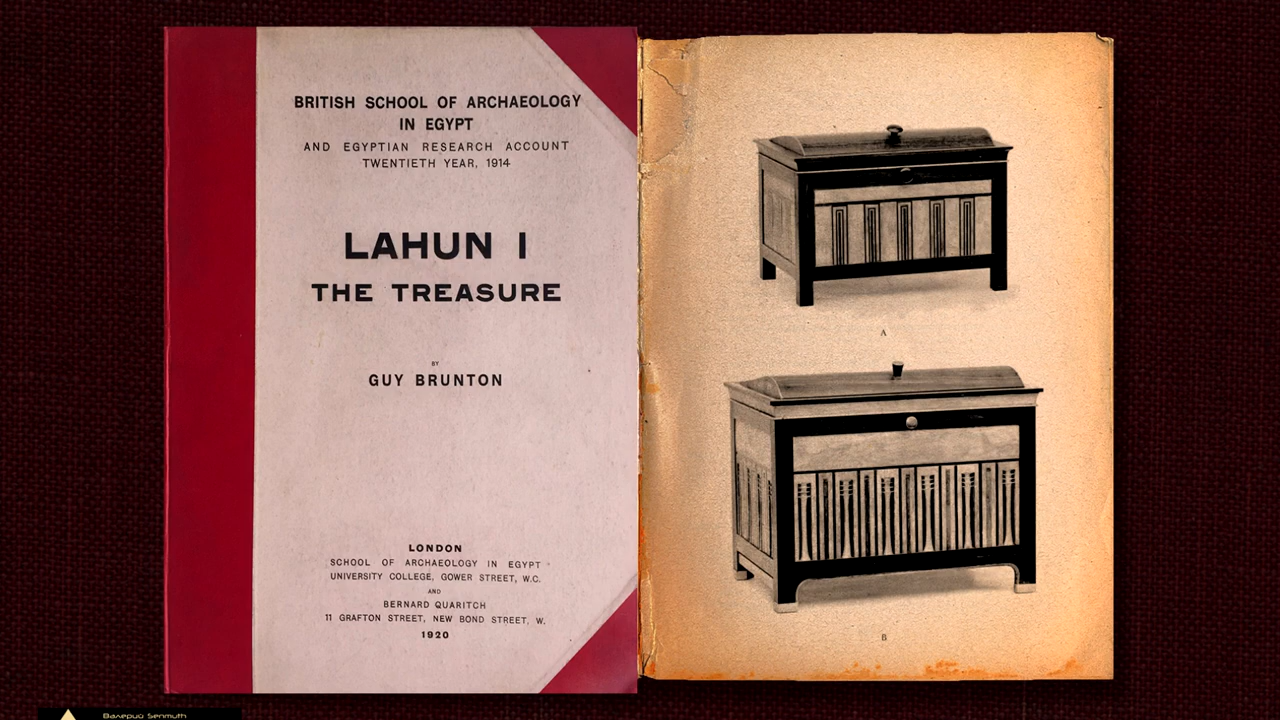 BRITISH SCHOOL OF ARCHAEOLOGY
IN EGYPT
AND EGYPTIAN RESEARCH ACCOUNT
TWENTIETH YEAR, 1914
LAHUN I
THE TREASURE
BY
GUY BRUNTON
LONDON
SCHOOL OF ARCHAEOLOGY IN EGYPT
UNIVERSITY COLLEGE, GOWER STREET, W.C.
AND
BERNARD QUARITCH
11 GRAFTON STREET, NEW BOND STREET, W.
1920
A
B
Валерий Senmuth